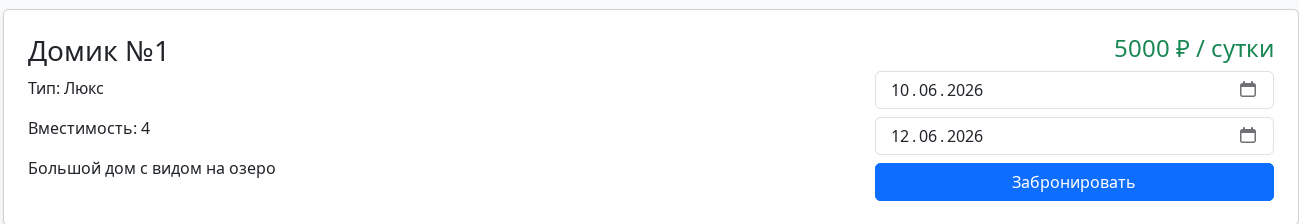 Домик №1
5000 ₽ / сутки
Тип: Люкс
10.06.2026
Вместимость: 4
12.06.2026
Большой дом с видом на озеро
Забронировать